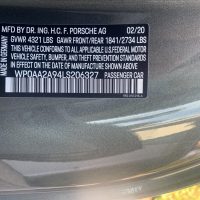 MFD. BY DR. ING. H.C. F. PORSCHE AG 02/20
MADE IN GERMANY
GVWR 4321 LBS GAWR FRONT/REAR 1841/2734 LBS
THIS VEHICLE CONFORMS TO ALL APPLICABLE
U.S. FEDERAL MOTOR VEHICLE SAFETY, BUMPER,
AND THEFT PREVENTION STANDARDS IN EFFECT
ON THE DATE OF MANUFACTURE SHOWN ABOVE.
WP0AA2A94LS206327 PASSENGER CAR